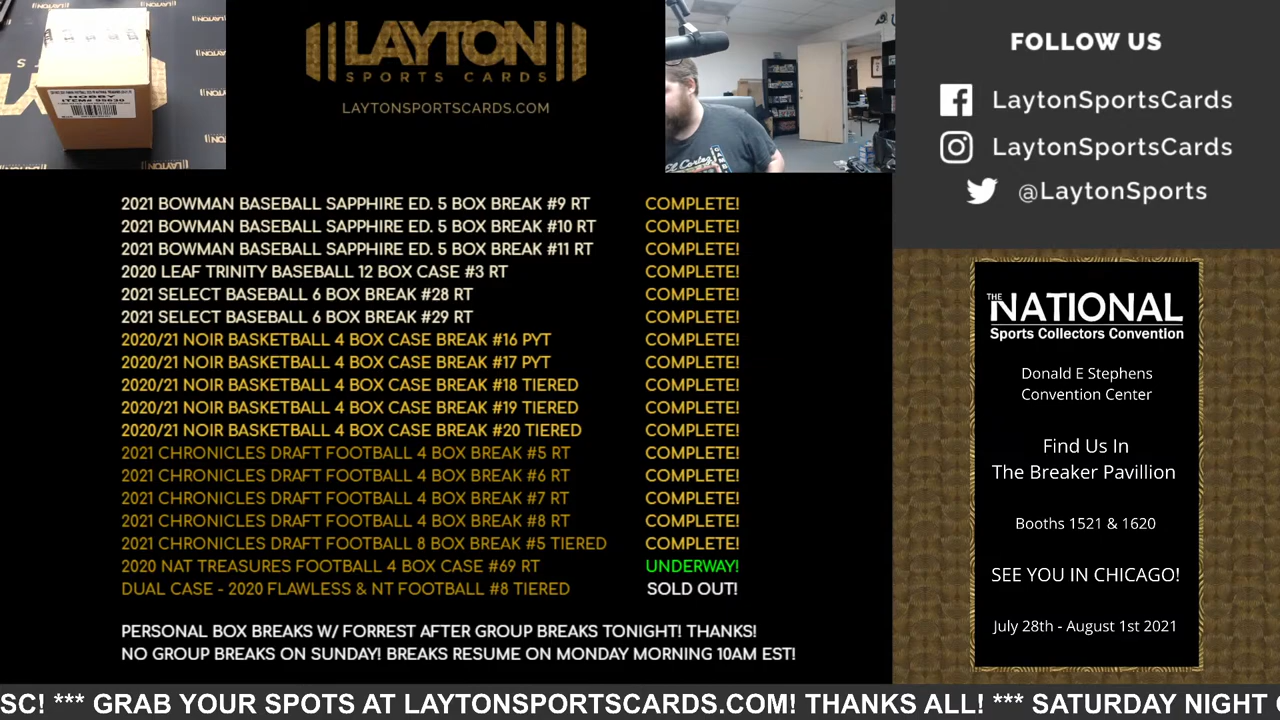 HOBBY
LAYTON
SPORTS CARDS
LAYTONSPORTSCARDS.COM
2021 BOWMAN BASEBALL SAPPHIRE ED. 5 BOX BREAK #9 RT COMPLETE!
2021 BOWMAN BASEBALL SAPPHIRE ED. 5 BOX BREAK #10 RT COMPLETE!
2021 BOWMAN BASEBALL SAPPHIRE ED. 5 BOX BREAK #11 RT COMPLETE!
2020 LEAF TRINITY BASEBALL 12 BOX CASE #3 RT COMPLETE!
2021 SELECT BASEBALL 6 BOX BREAK #28 RT COMPLETE!
2021 SELECT BASEBALL 6 BOX BREAK #29 RT COMPLETE!
2020/21 NOIR BASKETBALL 4 BOX CASE BREAK #16 PYT COMPLETE!
2020/21 NOIR BASKETBALL 4 BOX CASE BREAK #17 PYT COMPLETE!
2020/21 NOIR BASKETBALL 4 BOX CASE BREAK #18 TIERED COMPLETE!
2020/21 NOIR BASKETBALL 4 BOX CASE BREAK #19 TIERED COMPLETE!
2020/21 NOIR BASKETBALL 4 BOX CASE BREAK #20 TIERED COMPLETE!
2021 CHRONICLES DRAFT FOOTBALL 4 BOX BREAK #5 RT COMPLETE!
2021 CHRONICLES DRAFT FOOTBALL 4 BOX BREAK #6 RT COMPLETE!
2021 CHRONICLES DRAFT FOOTBALL 4 BOX BREAK #7 RT COMPLETE!
2021 CHRONICLES DRAFT FOOTBALL 4 BOX BREAK #8 RT COMPLETE!
2021 CHRONICLES DRAFT FOOTBALL 8 BOX BREAK #5 TIERED COMPLETE!
2020 NAT TREASURES FOOTBALL 4 BOX CASE #69 RT UNDERWAY!
DUAL CASE - 2020 FLAWLESS & NT FOOTBALL #8 TIERED SOLD OUT!
PERSONAL BOX BREAKS W/ FORREST AFTER GROUP BREAKS TONIGHT! THANKS!
NO GROUP BREAKS ON SUNDAY! BREAKS RESUME ON MONDAY MORNING 10AM EST!
FOLLOW US
LaytonSportsCards
LaytonSportsCards
@LaytonSports
THE NATIONAL
Sports Collectors Convention
Donald E Stephens
Convention Center
Find Us In
The Breaker Pavillion
Booths 1521 & 1620
SEE YOU IN CHICAGO!
July 28th - August 1st 2021
SC! *** GRAB YOUR SPOTS AT LAYTONSPORTSCARDS.COM! THANKS ALL! *** SATURDAY NIGHT